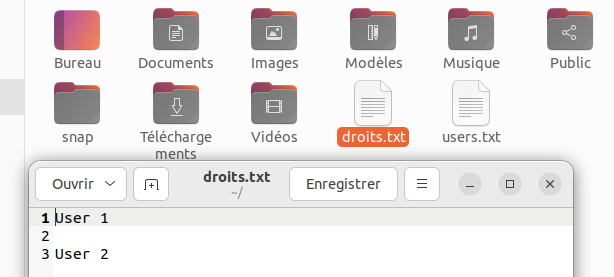 Bureau
Documents
Images
Modèles
Musique
Public
snap
Télécharge
ments
Vidéos
droits.txt
users.txt
Ouvrir
droits.txt
~/
Enregistrer
1 User 1
2
3 User 2